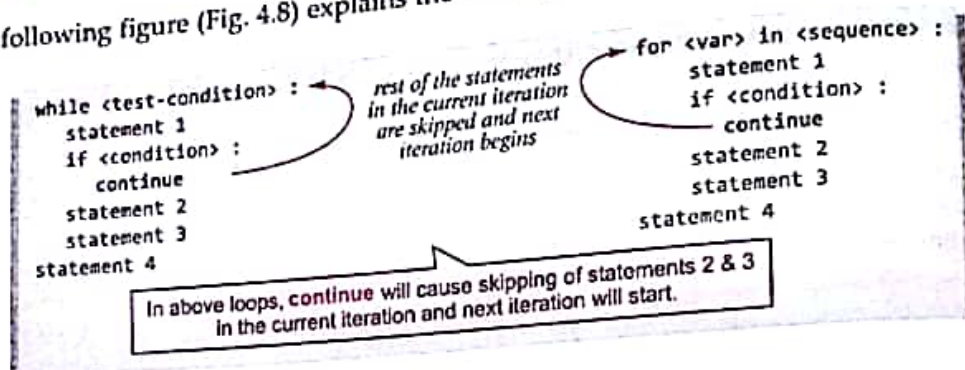 following figure (Fig. 4.8) explains the
while <test-condition> :
statement 1
if <condition> :
continue
statement 2
statement 3
statement 4
rest of the statements
in the current iteration
are skipped and next
iteration begins
for <var> in <sequence> :
statement 1
if <condition> :
continue
statement 2
statement 3
statement 4
In above loops, continue will cause skipping of statements 2 & 3
in the current iteration and next iteration will start.